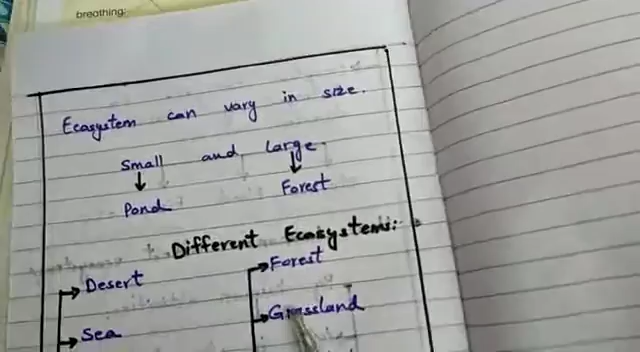 breathing:
Ecosystem can vary in size.
Small and large
↓ ↓
Pond Forest
Different Ecosystems:
→Desert →Forest
→Sea →Grassland